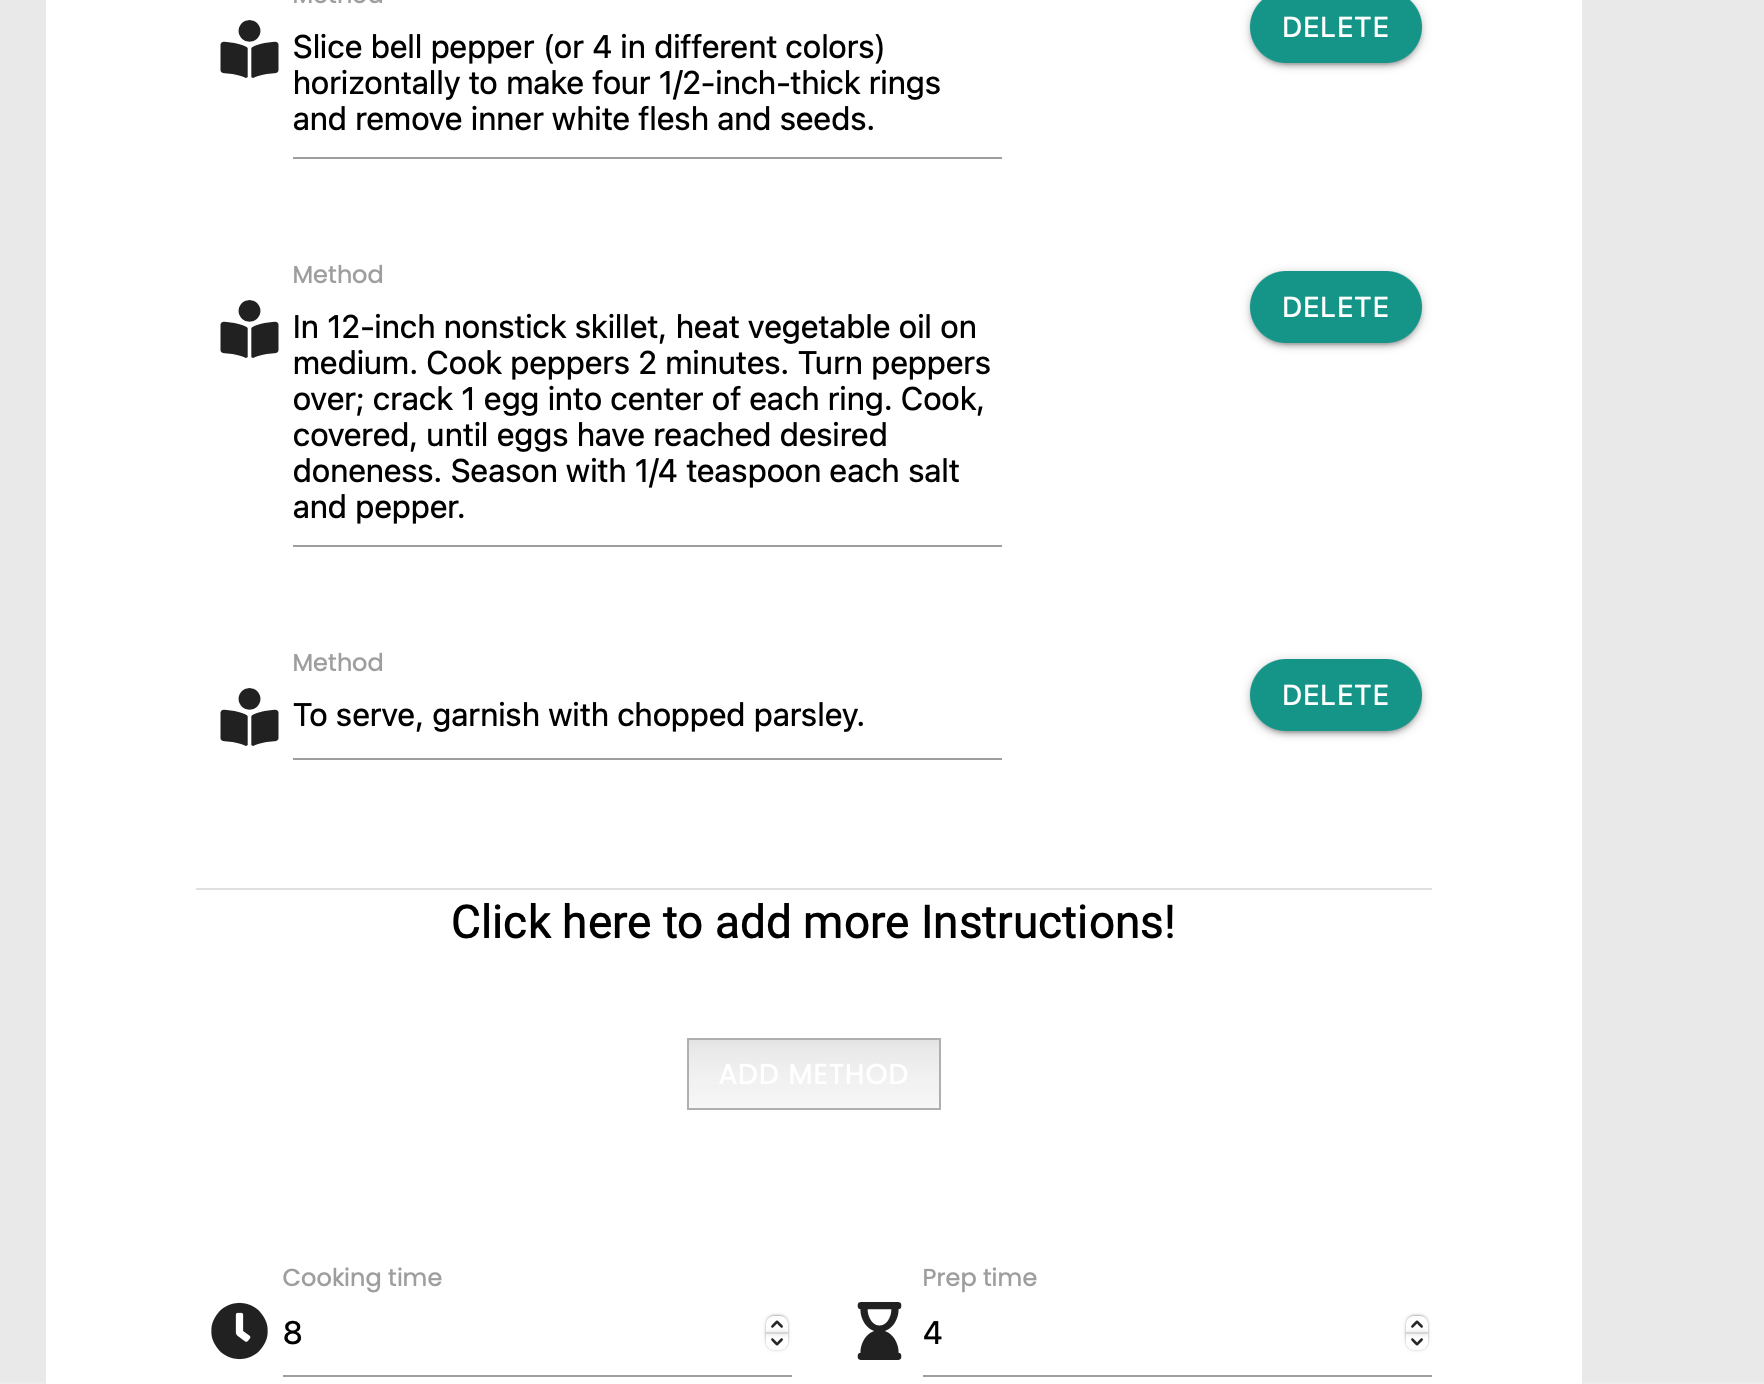 Method
DELETE
Slice bell pepper (or 4 in different colors)
horizontally to make four 1/2-inch-thick rings
and remove inner white flesh and seeds.
Method
DELETE
In 12-inch nonstick skillet, heat vegetable oil on
medium. Cook peppers 2 minutes. Turn peppers
over; crack 1 egg into center of each ring. Cook,
covered, until eggs have reached desired
doneness. Season with 1/4 teaspoon each salt
and pepper.
Method
DELETE
To serve, garnish with chopped parsley.
Click here to add more Instructions!
ADD METHOD
Cooking time
Prep time
8
4